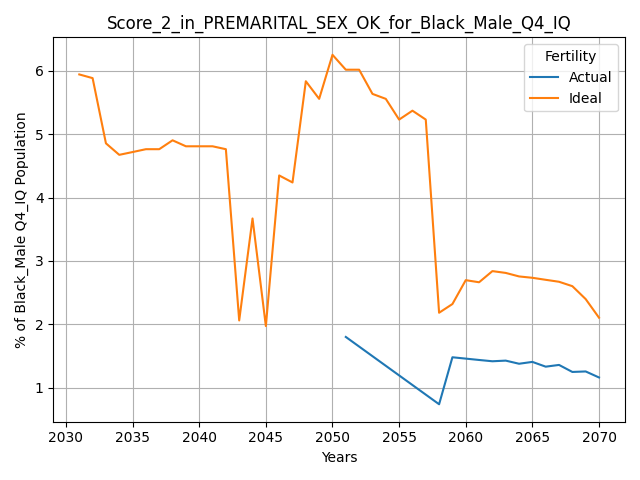 Score_2_in_PREMARITAL_SEX_OK_for_Black_Male_Q4_IQ
Fertility
Actual
Ideal
% of Black_Male Q4_IQ Population
6
5
4
3
2
1
2030 2035 2040 2045 2050 2055 2060 2065 2070
Years